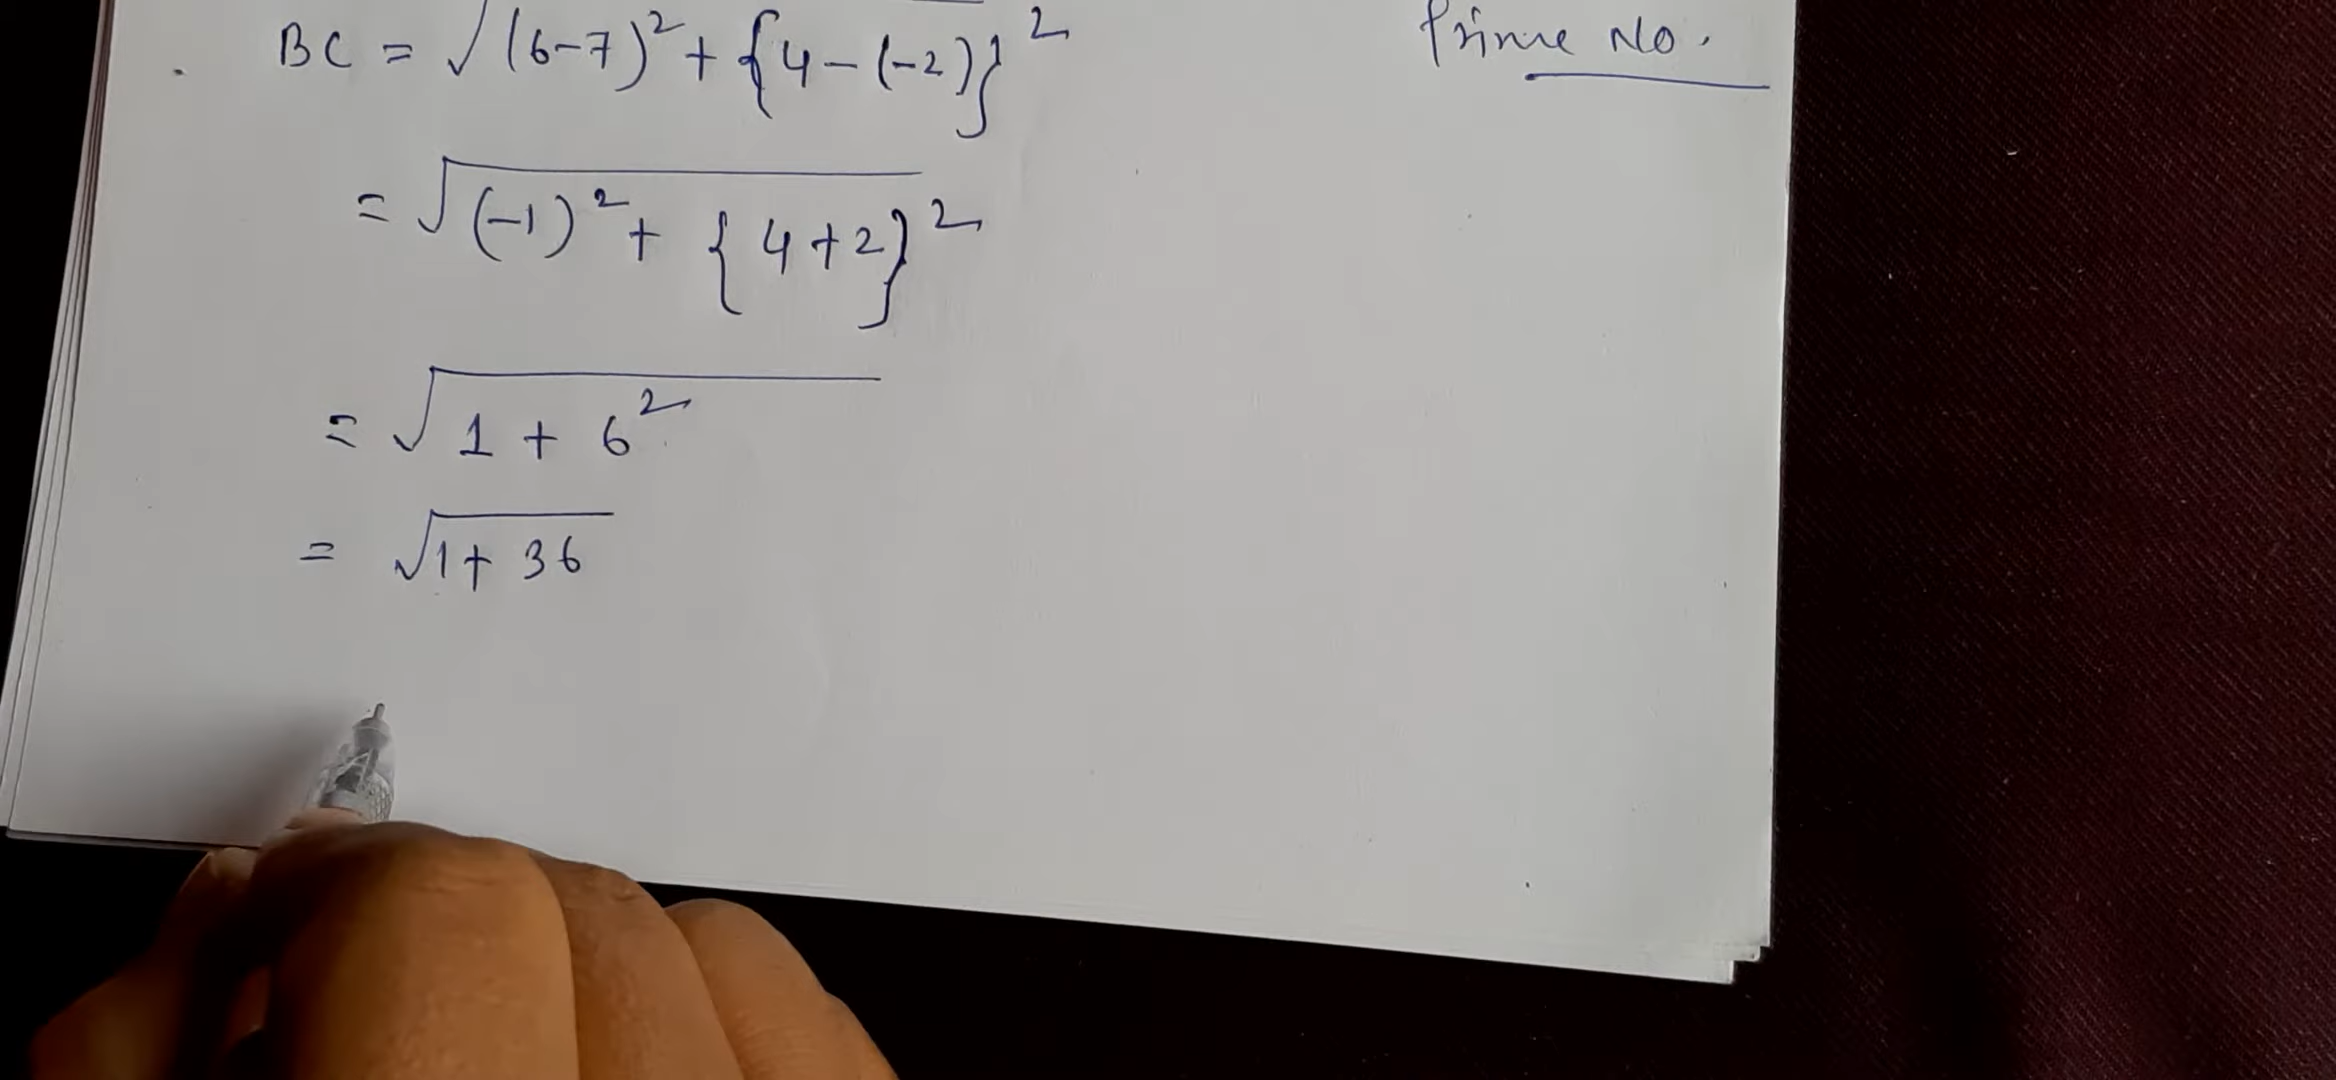 BC = √(6-7)² + {4-(-2)}²
Prime No.
= √(-1)² + {4+2}²
= √1 + 6²
= √1+ 36